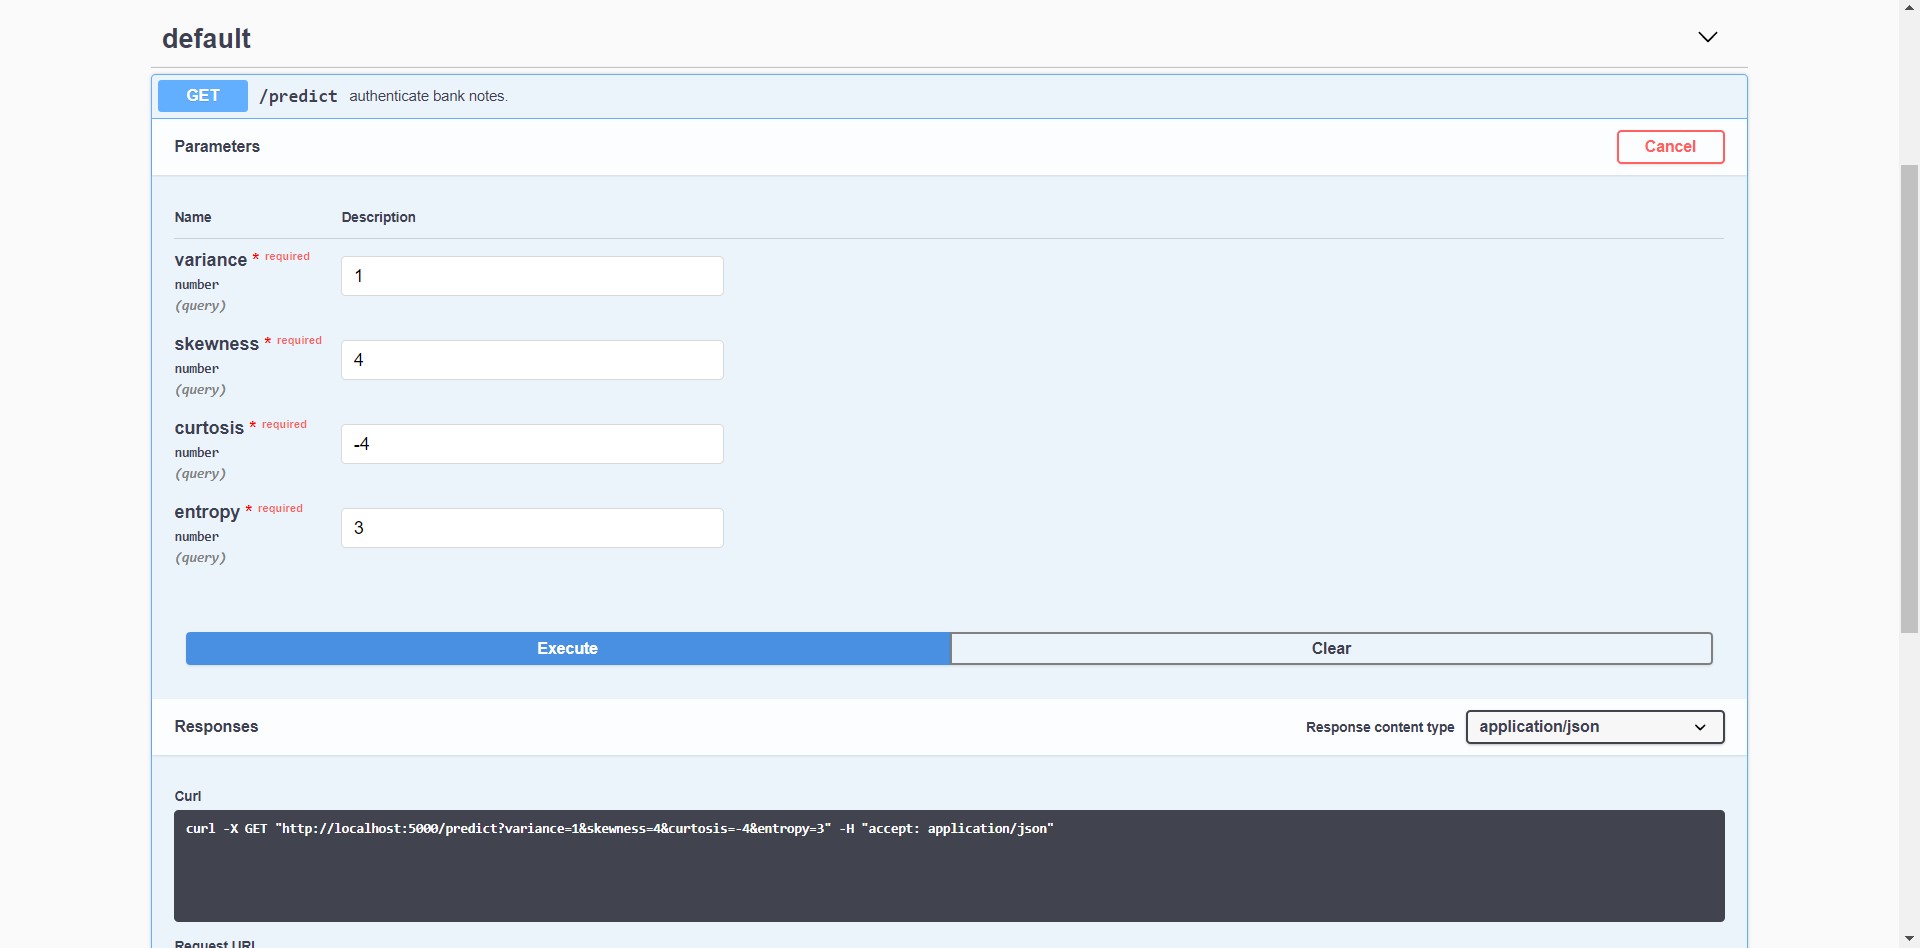 default
GET /predict authenticate bank notes.
Parameters
Cancel
Name Description
variance * required
number
(query)
1
skewness * required
number
(query)
4
curtosis * required
number
(query)
-4
entropy * required
number
(query)
3
Execute Clear
Responses
Response content type application/json
Curl
curl -X GET "http://localhost:5000/predict?variance=1&skewness=4&curtosis=-4&entropy=3" -H "accept: application/json"
Request URL